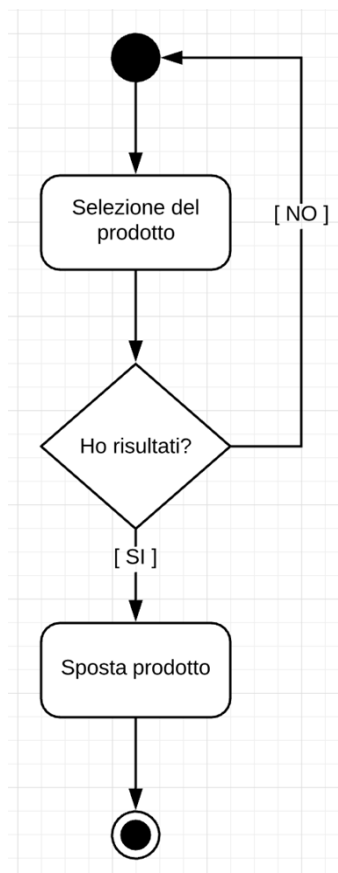 Selezione del
prodotto
[ NO ]
Ho risultati?
[ SI ]
Sposta prodotto